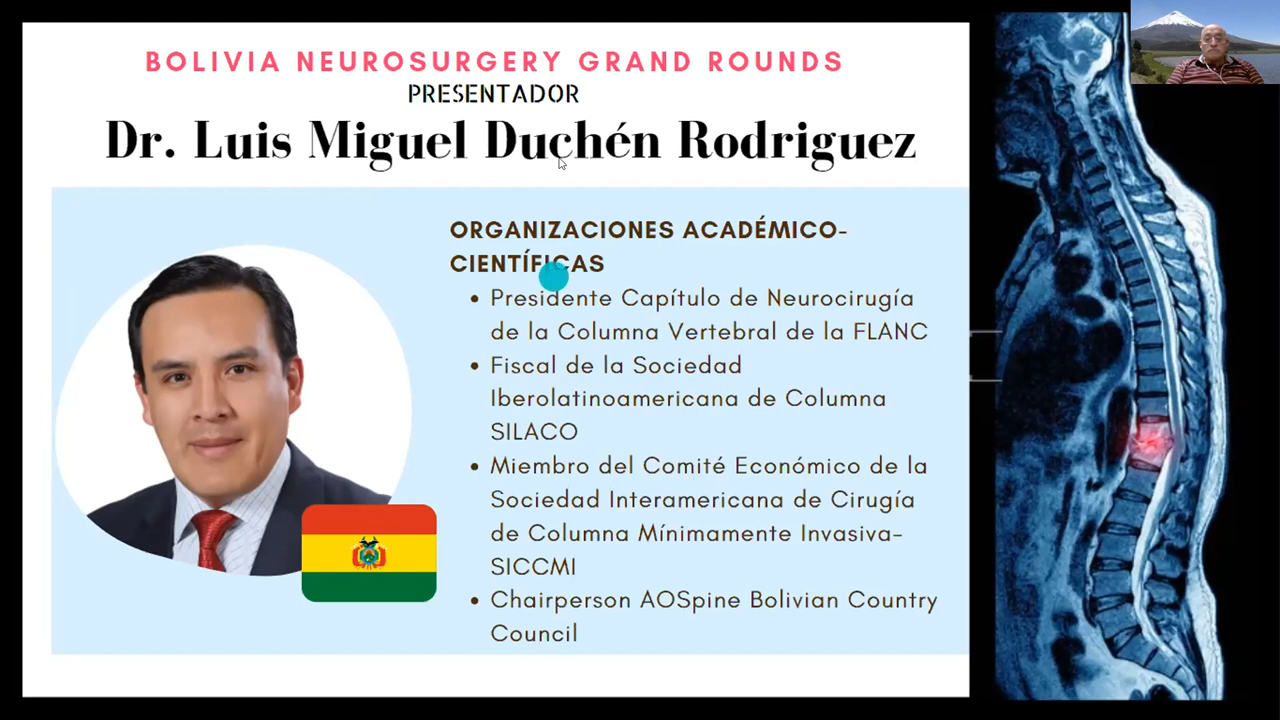 BOLIVIA NEUROSURGERY GRAND ROUNDS
PRESENTADOR
Dr. Luis Miguel Duchén Rodriguez
ORGANIZACIONES ACADÉMICO-
CIENTÍFICAS
• Presidente Capítulo de Neurocirugía
de la Columna Vertebral de la FLANC
• Fiscal de la Sociedad
Iberolatinoamericana de Columna
SILACO
• Miembro del Comité Económico de la
Sociedad Interamericana de Cirugía
de Columna Mínimamente Invasiva-
SICCMI
• Chairperson AOSpine Bolivian Country
Council